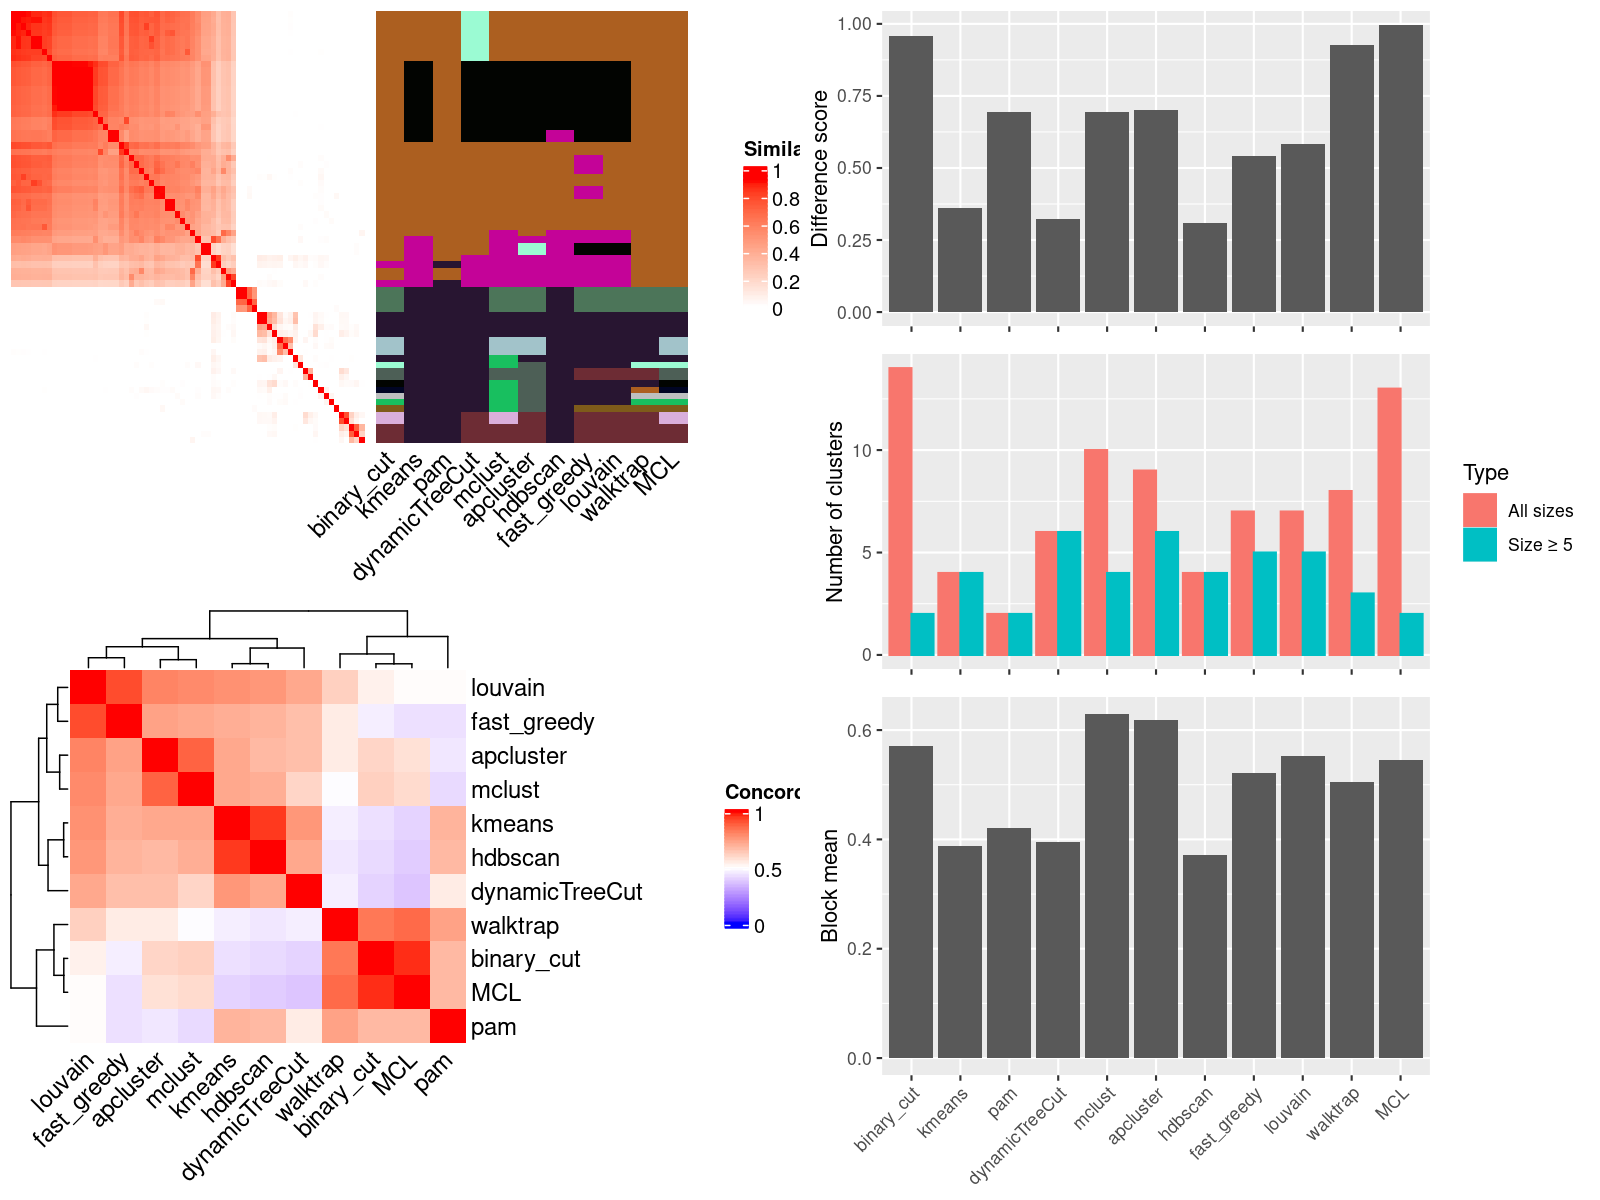 Simila
1
0.8
0.6
0.4
0.2
0
binary_cut
kmeans
pam
dynamicTreeCut
mclust
apcluster
hdbscan
fast_greedy
louvain
walktrap
MCL
louvain
fast_greedy
apcluster
mclust
kmeans
hdbscan
dynamicTreeCut
walktrap
binary_cut
MCL
pam
louvain
fast_greedy
apcluster
mclust
kmeans
hdbscan
dynamicTreeCut
walktrap
binary_cut
MCL
pam
Concord
1
0.5
0
Difference score
1.00
0.75
0.50
0.25
0.00
Number of clusters
10
5
0
Type
All sizes
Size ≥ 5
Block mean
0.6
0.4
0.2
0.0
binary_cut
kmeans
pam
dynamicTreeCut
mclust
apcluster
hdbscan
fast_greedy
louvain
walktrap
MCL